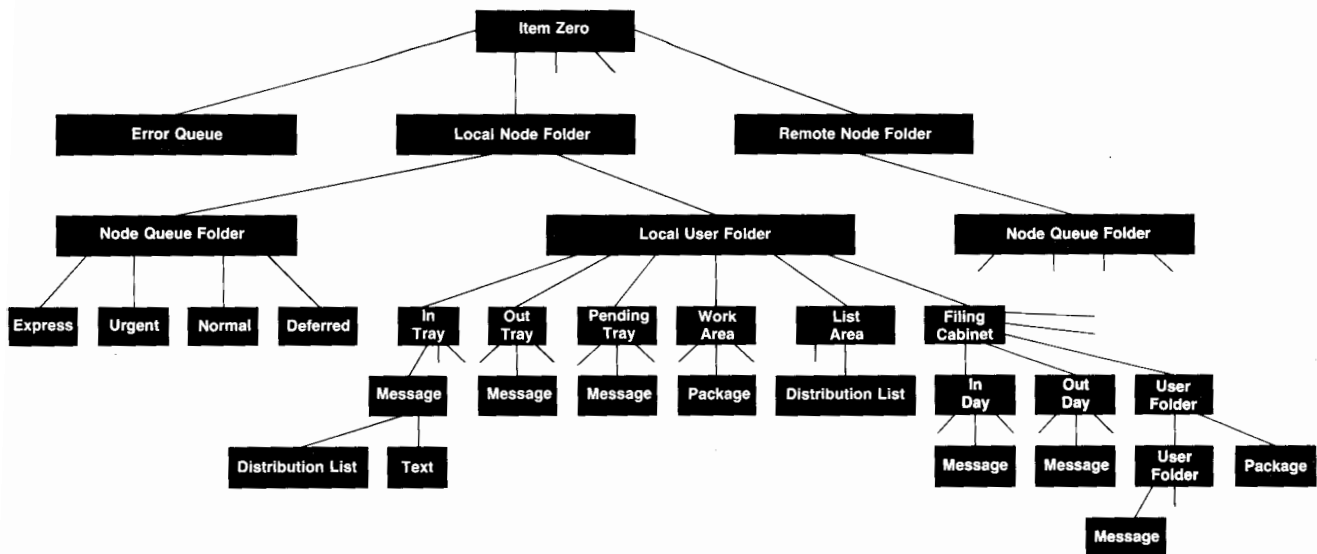 Item Zero
Error Queue
Local Node Folder
Remote Node Folder
Node Queue Folder
Local User Folder
Node Queue Folder
Express
Urgent
Normal
Deferred
In
Tray
Out
Tray
Pending
Tray
Work
Area
List
Area
Filing
Cabinet
Message
Message
Message
Package
Distribution List
In
Day
Out
Day
User
Folder
Distribution List
Text
Message
Message
User
Folder
Package
Message